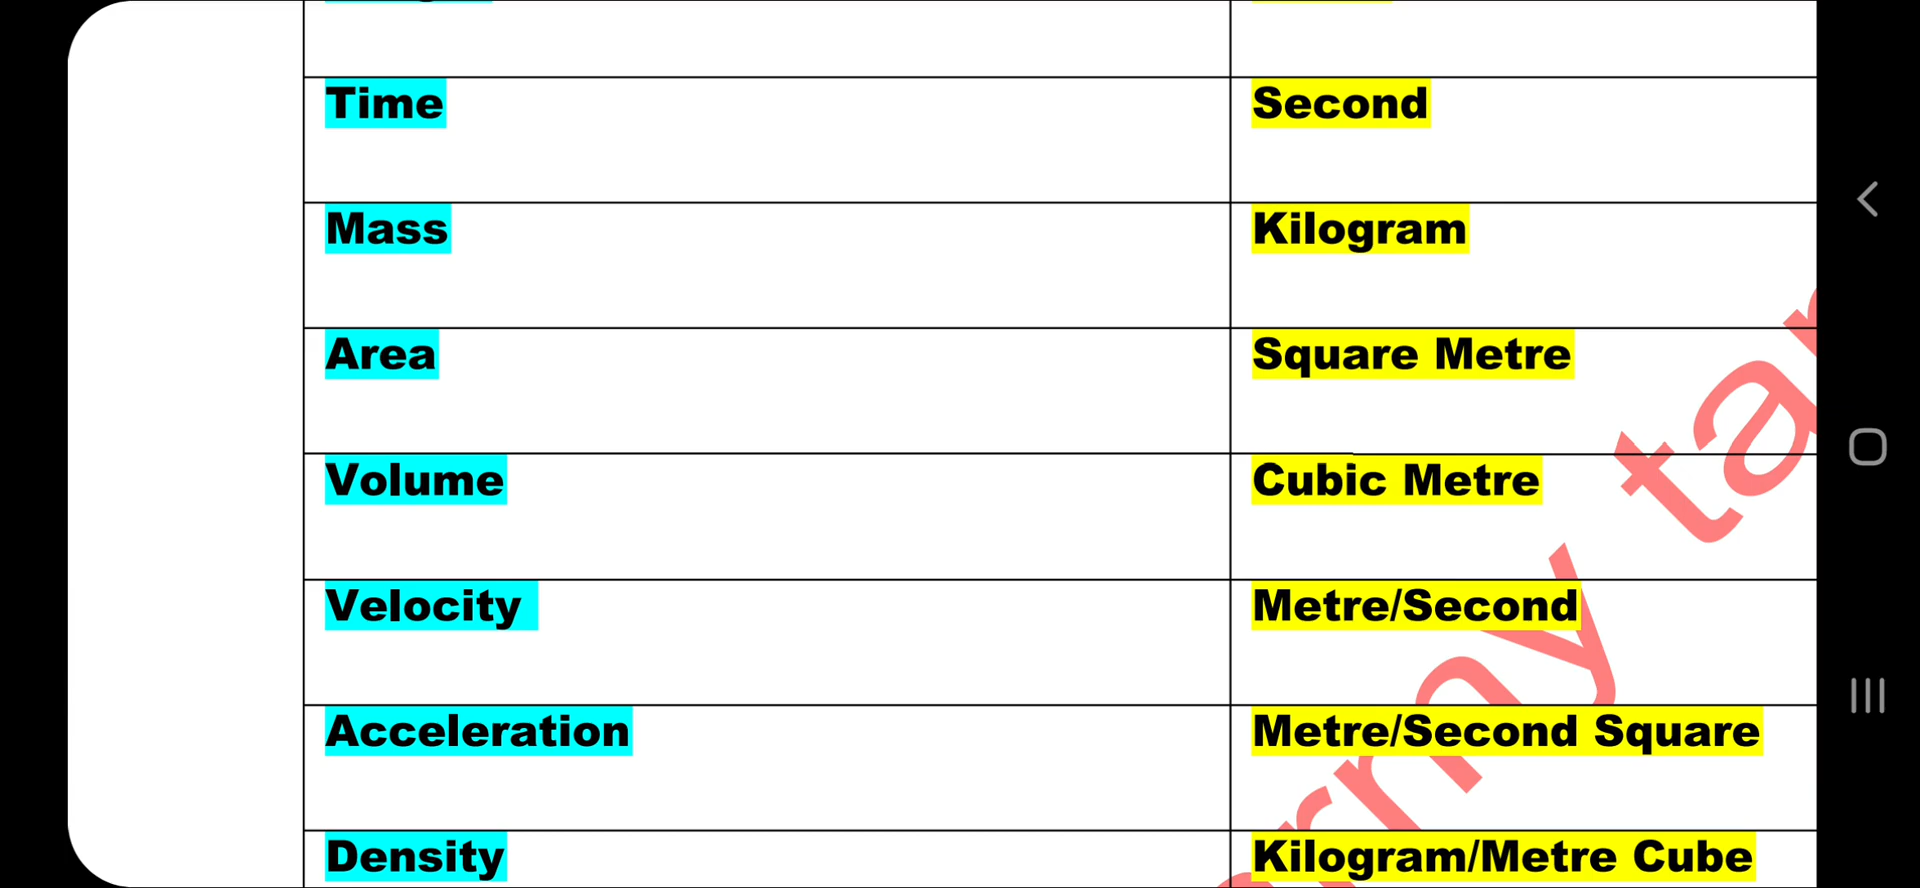 Time Second
Mass Kilogram
Area Square Metre
Volume Cubic Metre
Velocity Metre/Second
Acceleration Metre/Second Square
Density Kilogram/Metre Cube